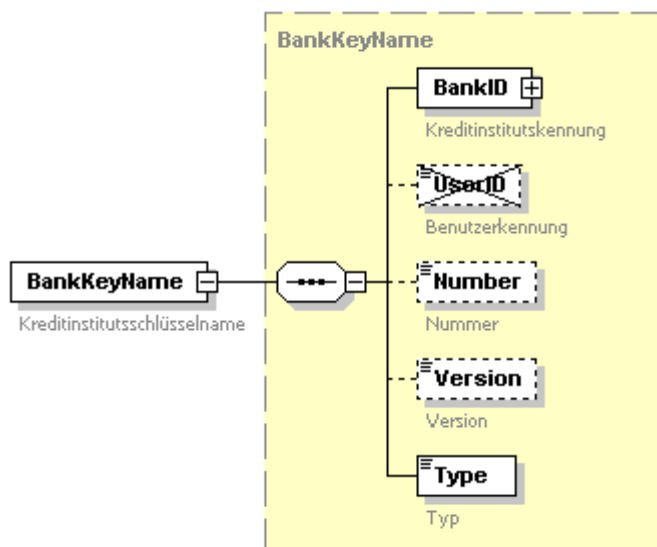 BankKeyName
BankID
Kreditinstitutskennung
UserID
Benutzerkennung
BankKeyName
Kreditinstitutsschlüsselname
Number
Nummer
Version
Version
Type
Typ